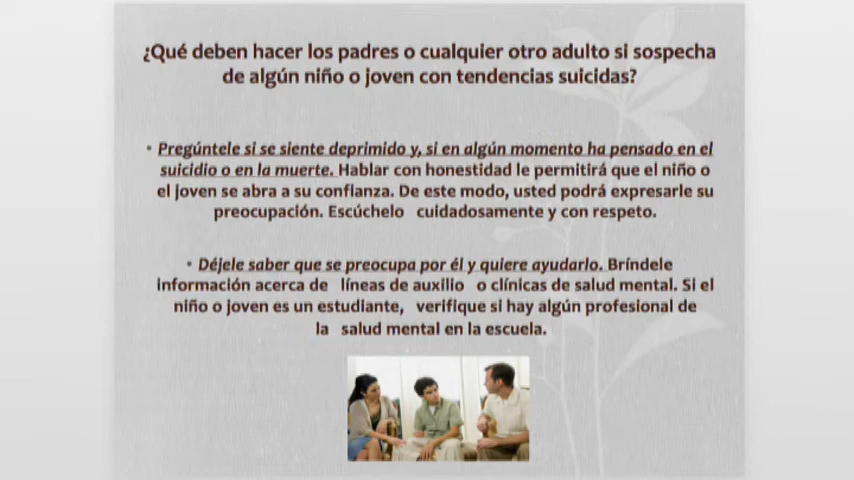 ¿Qué deben hacer los padres o cualquier otro adulto si sospecha
de algún niño o joven con tendencias suicidas?
• Pregúntele si se siente deprimido y, si en algún momento ha pensado en el
suicidio o en la muerte. Hablar con honestidad le permitirá que el niño o
el joven se abra a su confianza. De este modo, usted podrá expresarle su
preocupación. Escúchelo cuidadosamente y con respeto.
• Déjele saber que se preocupa por él y quiere ayudarlo. Bríndele
información acerca de líneas de auxilio o clínicas de salud mental. Si el
niño o joven es un estudiante, verifique si hay algún profesional de
la salud mental en la escuela.